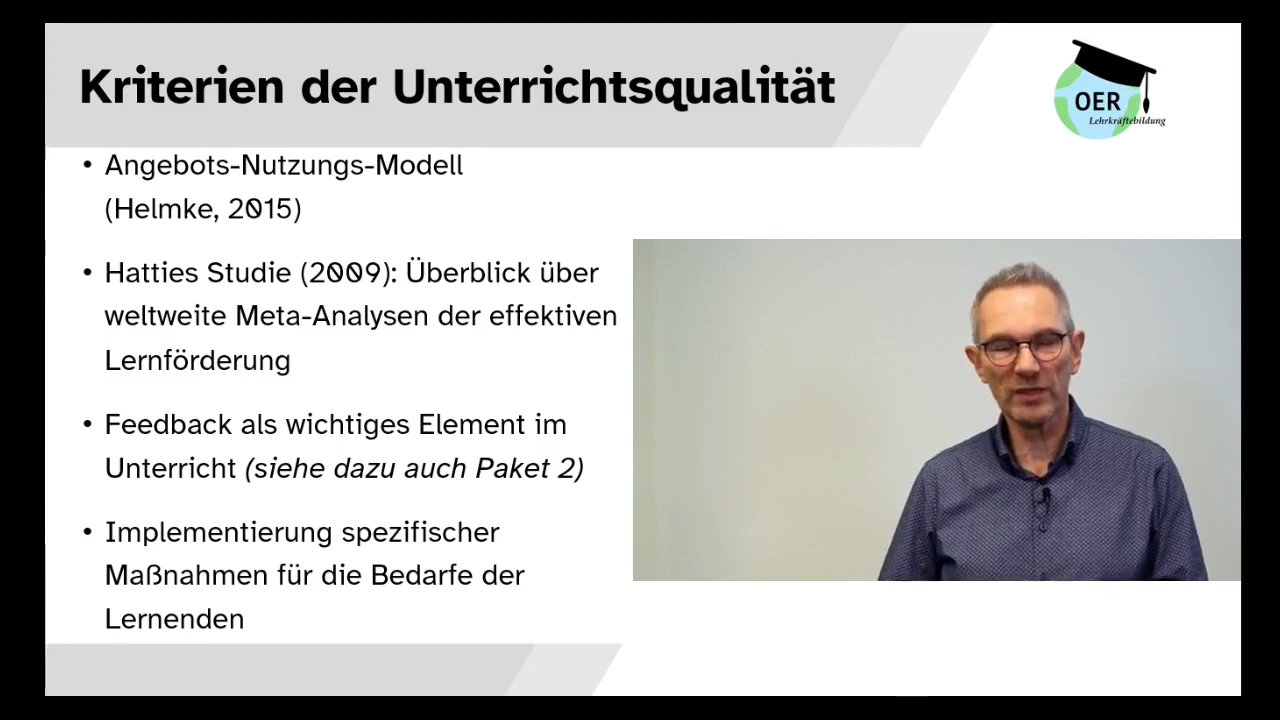 Kriterien der Unterrichtsqualität
OER
Lehrkräftebildung
• Angebots-Nutzungs-Modell
(Helmke, 2015)
• Hatties Studie (2009): Überblick über
weltweite Meta-Analysen der effektiven
Lernförderung
• Feedback als wichtiges Element im
Unterricht (siehe dazu auch Paket 2)
• Implementierung spezifischer
Maßnahmen für die Bedarfe der
Lernenden